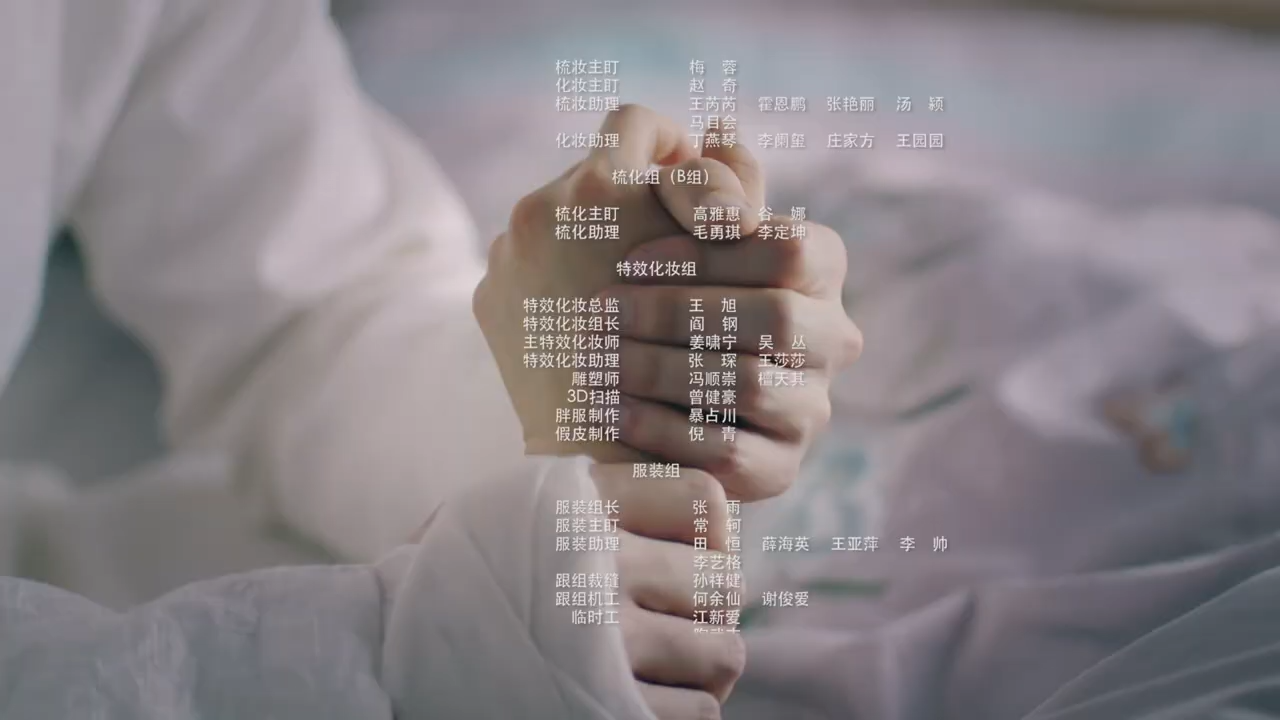 梳妆主盯 梅 蓉
化妆主盯 赵 奇
梳妆助理 王芮芮 霍恩鹏 张艳丽 汤 颖
马目会
化妆助理 丁燕琴 李阓玺 庄家方 王园园
梳化组（B组）
梳化主盯 高雅惠 谷 娜
梳化助理 毛勇琪 李定坤
特效化妆组
特效化妆总监 王 旭
特效化妆组长 阎 钢
主特效化妆师 姜啸宁 吴 丛
特效化妆助理 张 琛 王莎莎
雕塑师 冯顺崇 檀天其
3D扫描 曾健豪
胖服制作 暴占川
假皮制作 倪 青
服装组
服装组长 张 雨
服装主盯 常 轲
服装助理 田 恒 薛海英 王亚萍 李 帅
李艺格
跟组裁缝 孙祥健
跟组机工 何余仙 谢俊爱
临时工 江新爱